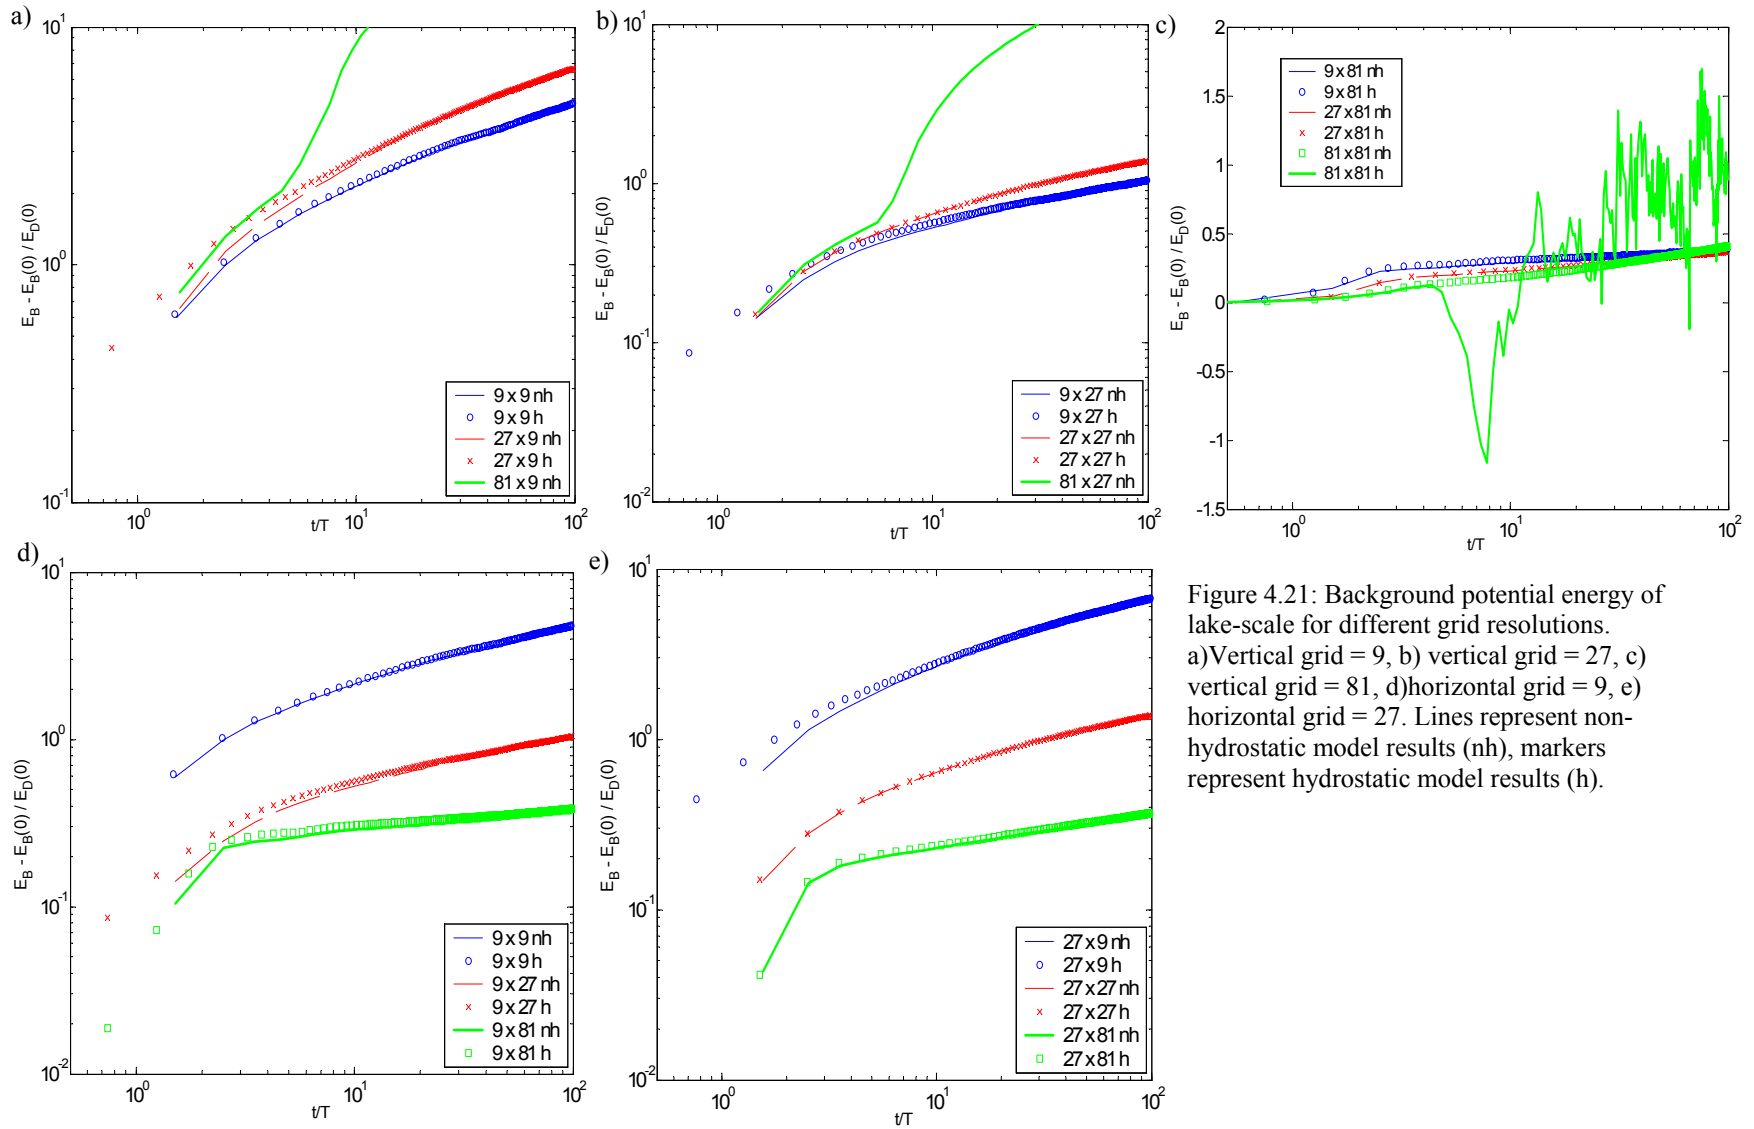 a)
10^1
10^0
10^-1
E_B - E_B(0) / E_D(0)
10^0
10^1
10^2
t/T
9 x 9 nh
9 x 9 h
27 x 9 nh
27 x 9 h
81 x 9 nh
b)
10^1
10^0
10^-1
10^-2
E_B - E_B(0) / E_D(0)
10^0
10^1
10^2
t/T
9 x 27 nh
9 x 27 h
27 x 27 nh
27 x 27 h
81 x 27 nh
c)
2
1.5
1
0.5
0
-0.5
-1
-1.5
E_B - E_B(0) / E_D(0)
10^0
10^1
10^2
t/T
9 x 81 nh
9 x 81 h
27 x 81 nh
27 x 81 h
81 x 81 nh
81 x 81 h
d)
10^1
10^0
10^-1
10^-2
E_B - E_B(0) / E_D(0)
10^0
10^1
10^2
t/T
9 x 9 nh
9 x 9 h
9 x 27 nh
9 x 27 h
9 x 81 nh
9 x 81 h
e)
10^1
10^0
10^-1
10^-2
E_B - E_B(0) / E_D(0)
10^0
10^1
10^2
t/T
27 x 9 nh
27 x 9 h
27 x 27 nh
27 x 27 h
27 x 81 nh
27 x 81 h
Figure 4.21: Background potential energy of
lake-scale for different grid resolutions.
a)Vertical grid = 9, b) vertical grid = 27, c)
vertical grid = 81, d)horizontal grid = 9, e)
horizontal grid = 27. Lines represent non-
hydrostatic model results (nh), markers
represent hydrostatic model results (h).